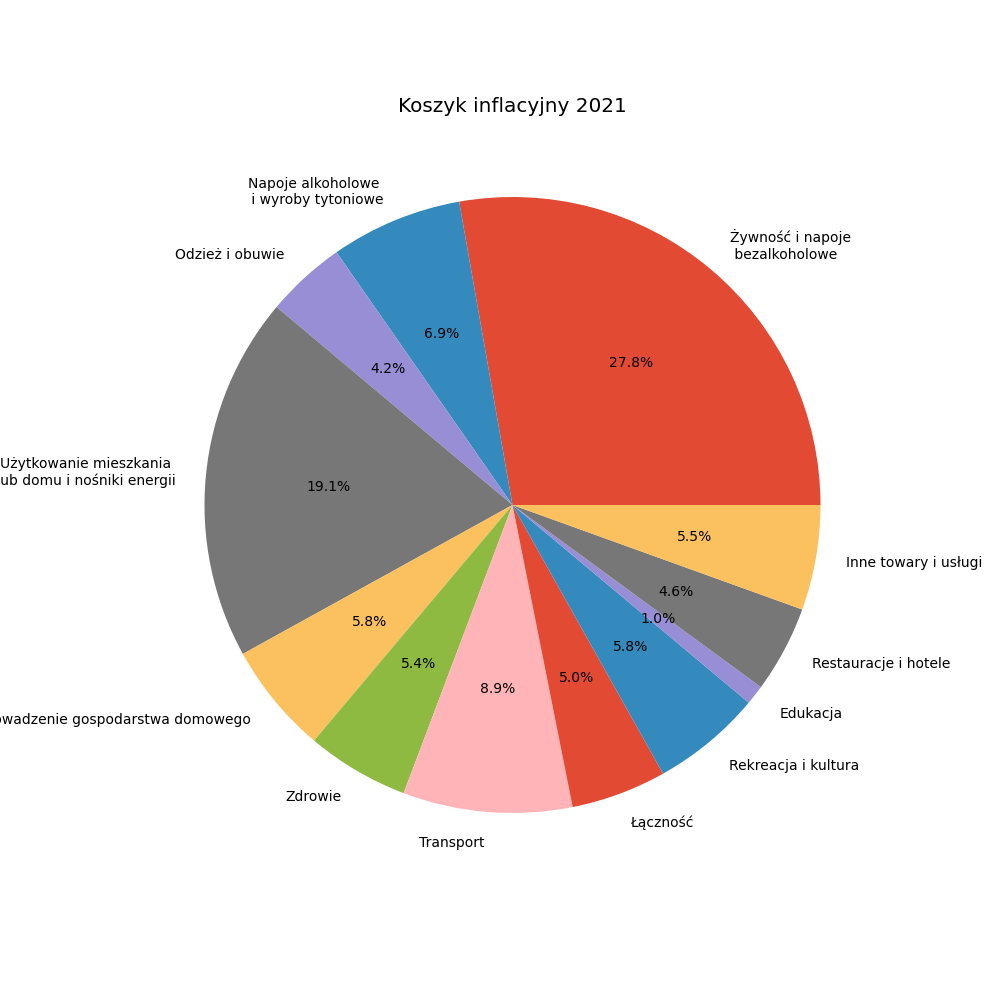 Koszyk inflacyjny 2021
Napoje alkoholowe
i wyroby tytoniowe
Żywność i napoje
bezalkoholowe
Odzież i obuwie
6.9%
27.8%
4.2%
Użytkowanie mieszkania
ub domu i nośniki energii
19.1%
5.5%
Inne towary i usługi
4.6%
1.0%
5.8%
5.8%
5.4%
Restauracje i hotele
5.0%
8.9%
Edukacja
owadzenie gospodarstwa domowego
Rekreacja i kultura
Zdrowie
Łączność
Transport